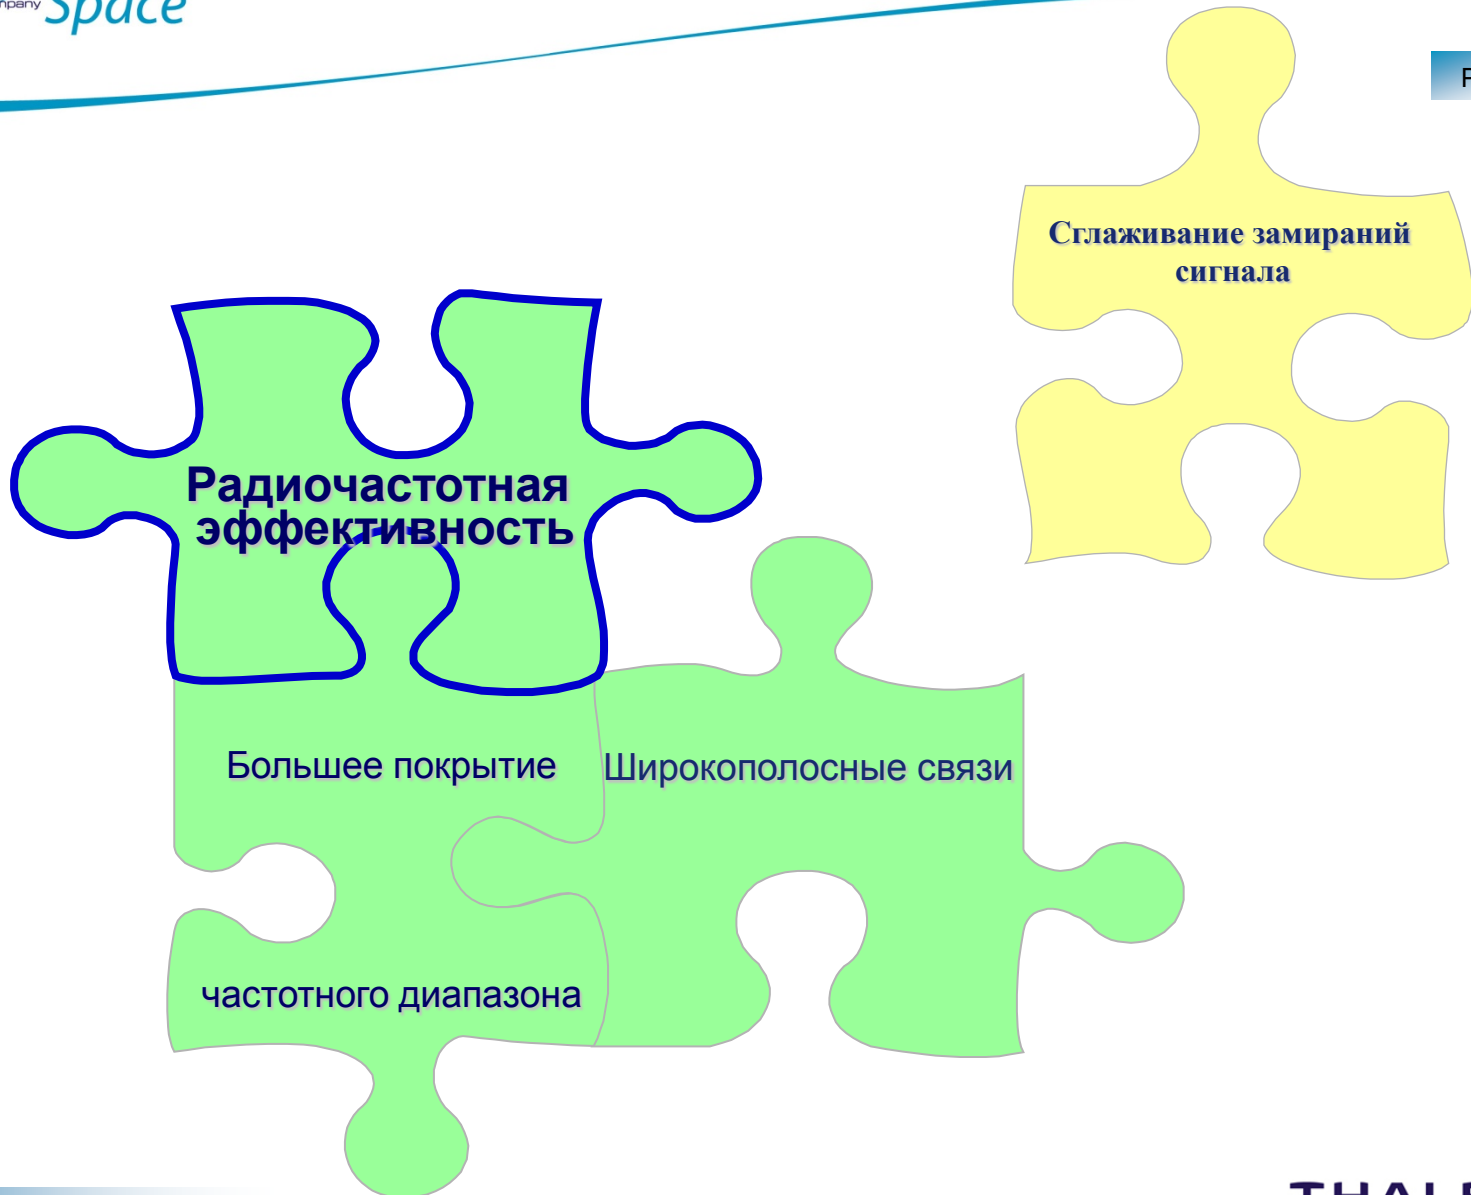 Space
Сглаживание замираний
сигнала
Радиочастотная
эффективность
Большее покрытие
Широкополосные связи
частотного диапазона